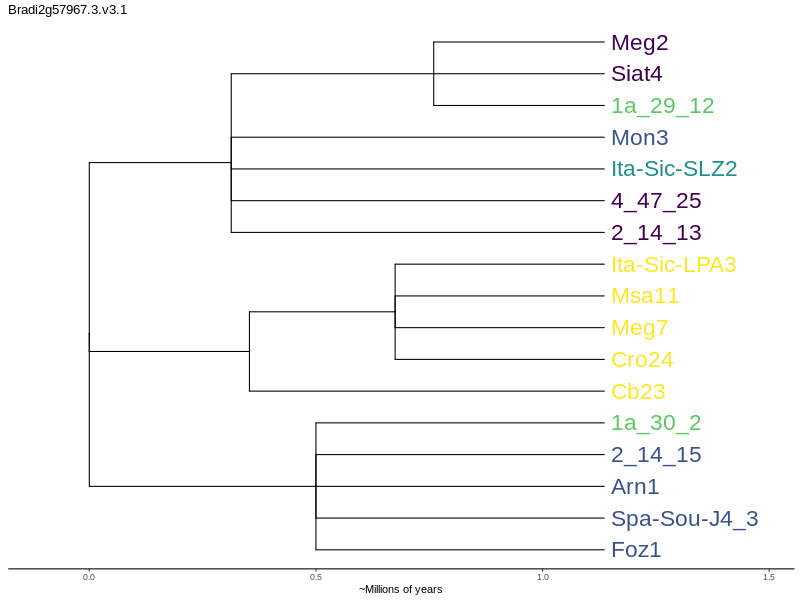 Bradi2g57967.3.v3.1
Meg2
Siat4
1a_29_12
Mon3
Ita-Sic-SLZ2
4_47_25
2_14_13
Ita-Sic-LPA3
Msa11
Meg7
Cro24
Cb23
1a_30_2
2_14_15
Arn1
Spa-Sou-J4_3
Foz1
0.0 0.5 1.0 1.5
~Millions of years